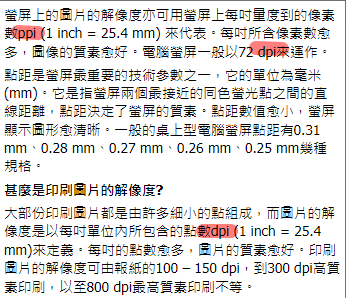 螢屏上的圖片的解像度亦可用螢屏上每吋量度到的像素
數ppi (1 inch = 25.4 mm) 來代表。每吋所含像素數愈
多，圖像的質素愈好。電腦螢屏一般以72 dpi來運作。
點距是螢屏最重要的技術參數之一，它的單位為毫米
(mm)。它是指螢屏兩個最接近的同色螢光點之間的直
線距離，點距決定了螢屏的質素。點距數值愈小，螢屏
顯示圖形愈清晰。一般的桌上型電腦螢屏點距有0.31
mm、0.28 mm、0.27 mm、0.26 mm、0.25 mm幾種
規格。
甚麼是印刷圖片的解像度?
大部份印刷圖片都是由許多細小的點組成，而圖片的解
像度是以每吋單位內所包含的點數dpi (1 inch = 25.4
mm)來定義。每吋的點數愈多，圖片的質素愈好。印刷
圖片的解像度可由報紙的100 – 150 dpi，到300 dpi高質
素印刷，以至800 dpi最高質素印刷不等。